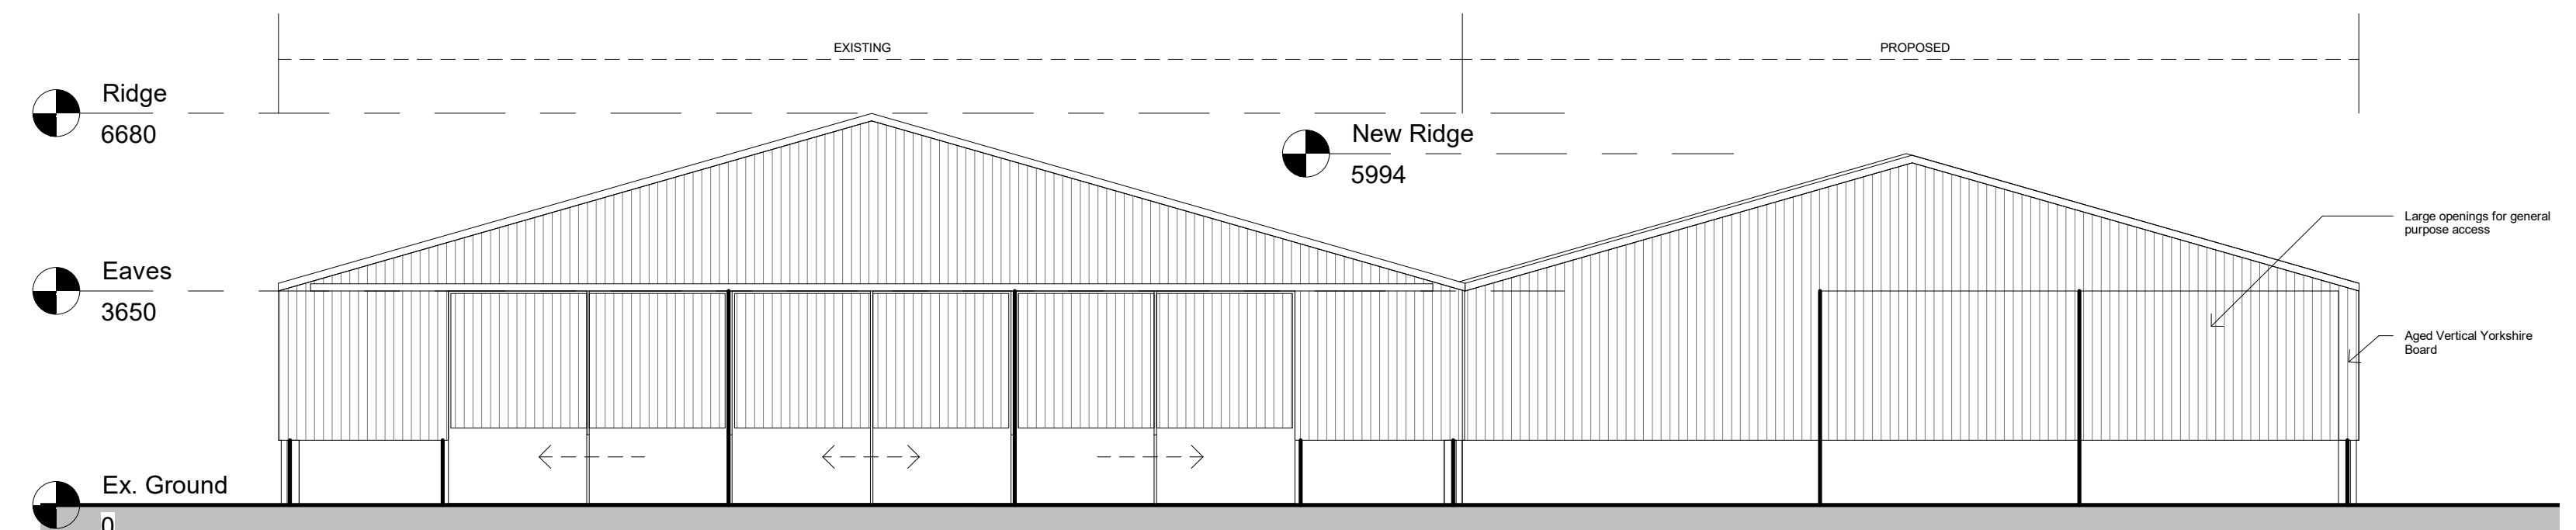 EXISTING
PROPOSED
Ridge
6680
New Ridge
5994
Large openings for general
purpose access
Eaves
3650
Aged Vertical Yorkshire
Board
Ex. Ground
0